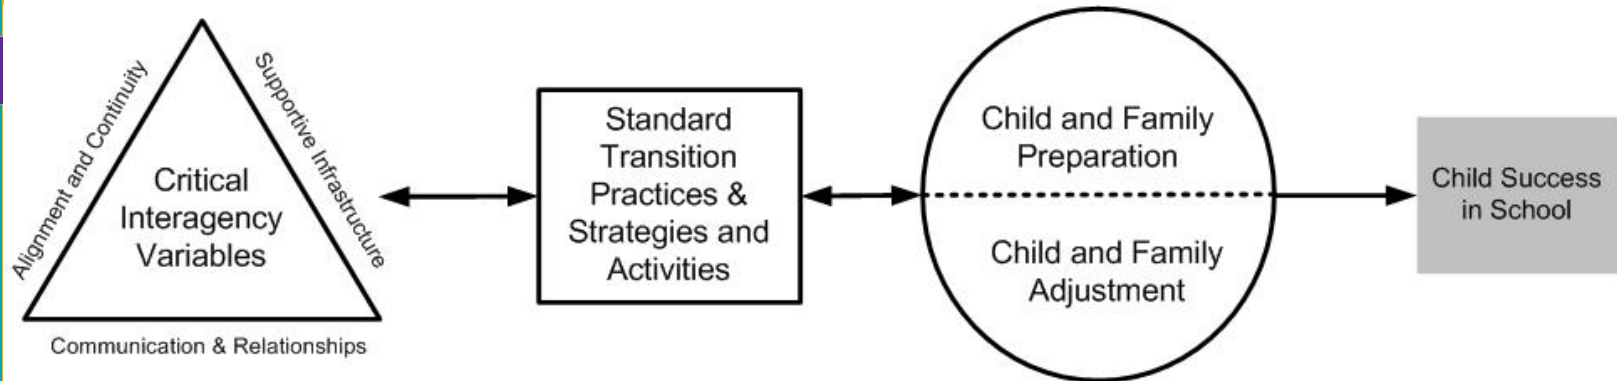 Alignment and Continuity
Supportive Infrastructure
Critical
Interagency
Variables
Communication & Relationships
Standard
Transition
Practices &
Strategies and
Activities
Child and Family
Preparation
Child and Family
Adjustment
Child Success
in School